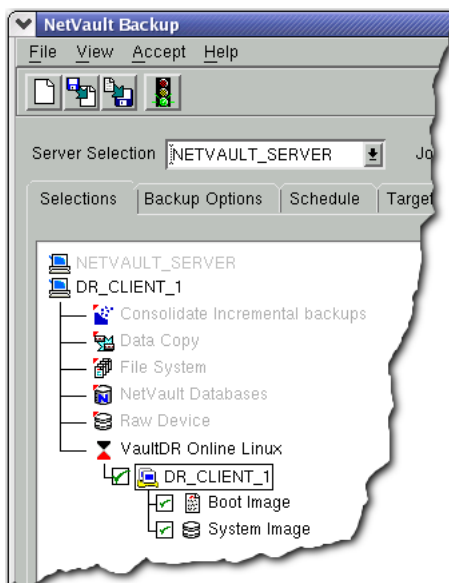 NetVault Backup
File View Accept Help
Server Selection NETVAULT_SERVER Jo
Selections Backup Options Schedule Target
NETVAULT_SERVER
DR_CLIENT_1
Consolidate Incremental backups
Data Copy
File System
NetVault Databases
Raw Device
VaultDR Online Linux
DR_CLIENT_1
Boot Image
System Image